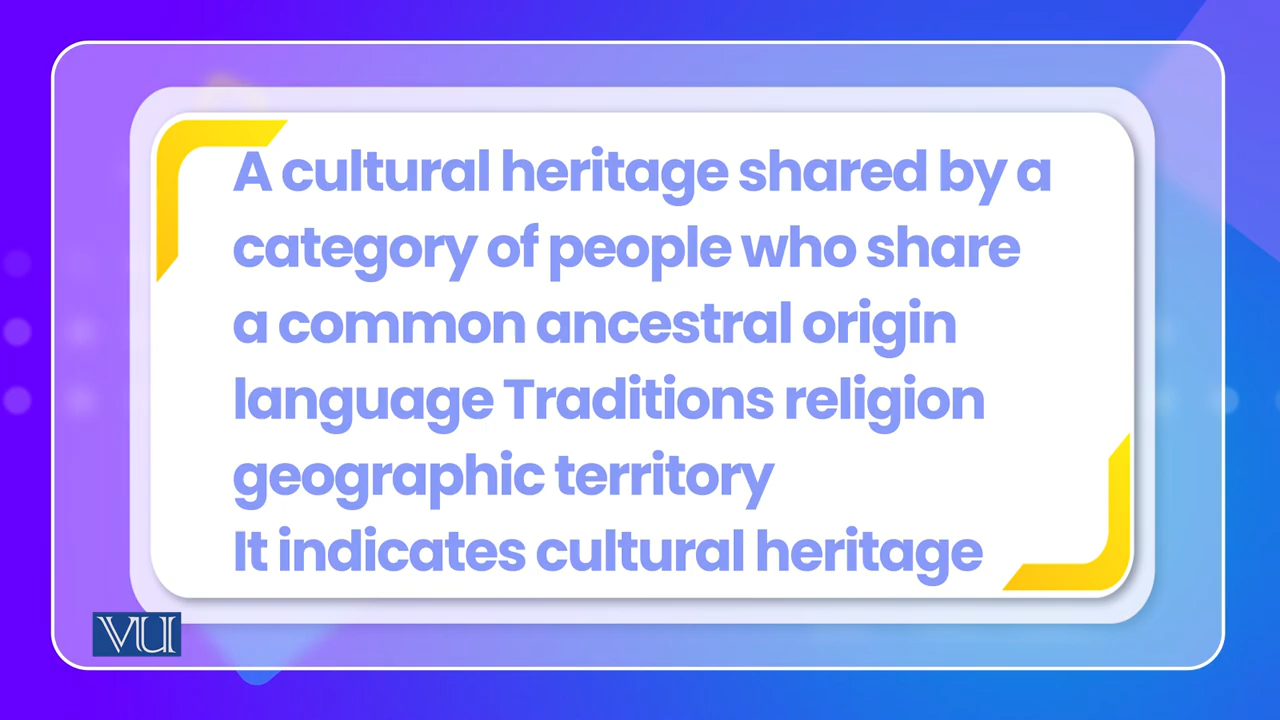 A cultural heritage shared by a
category of people who share
a common ancestral origin
language Traditions religion
geographic territory
It indicates cultural heritage
VU